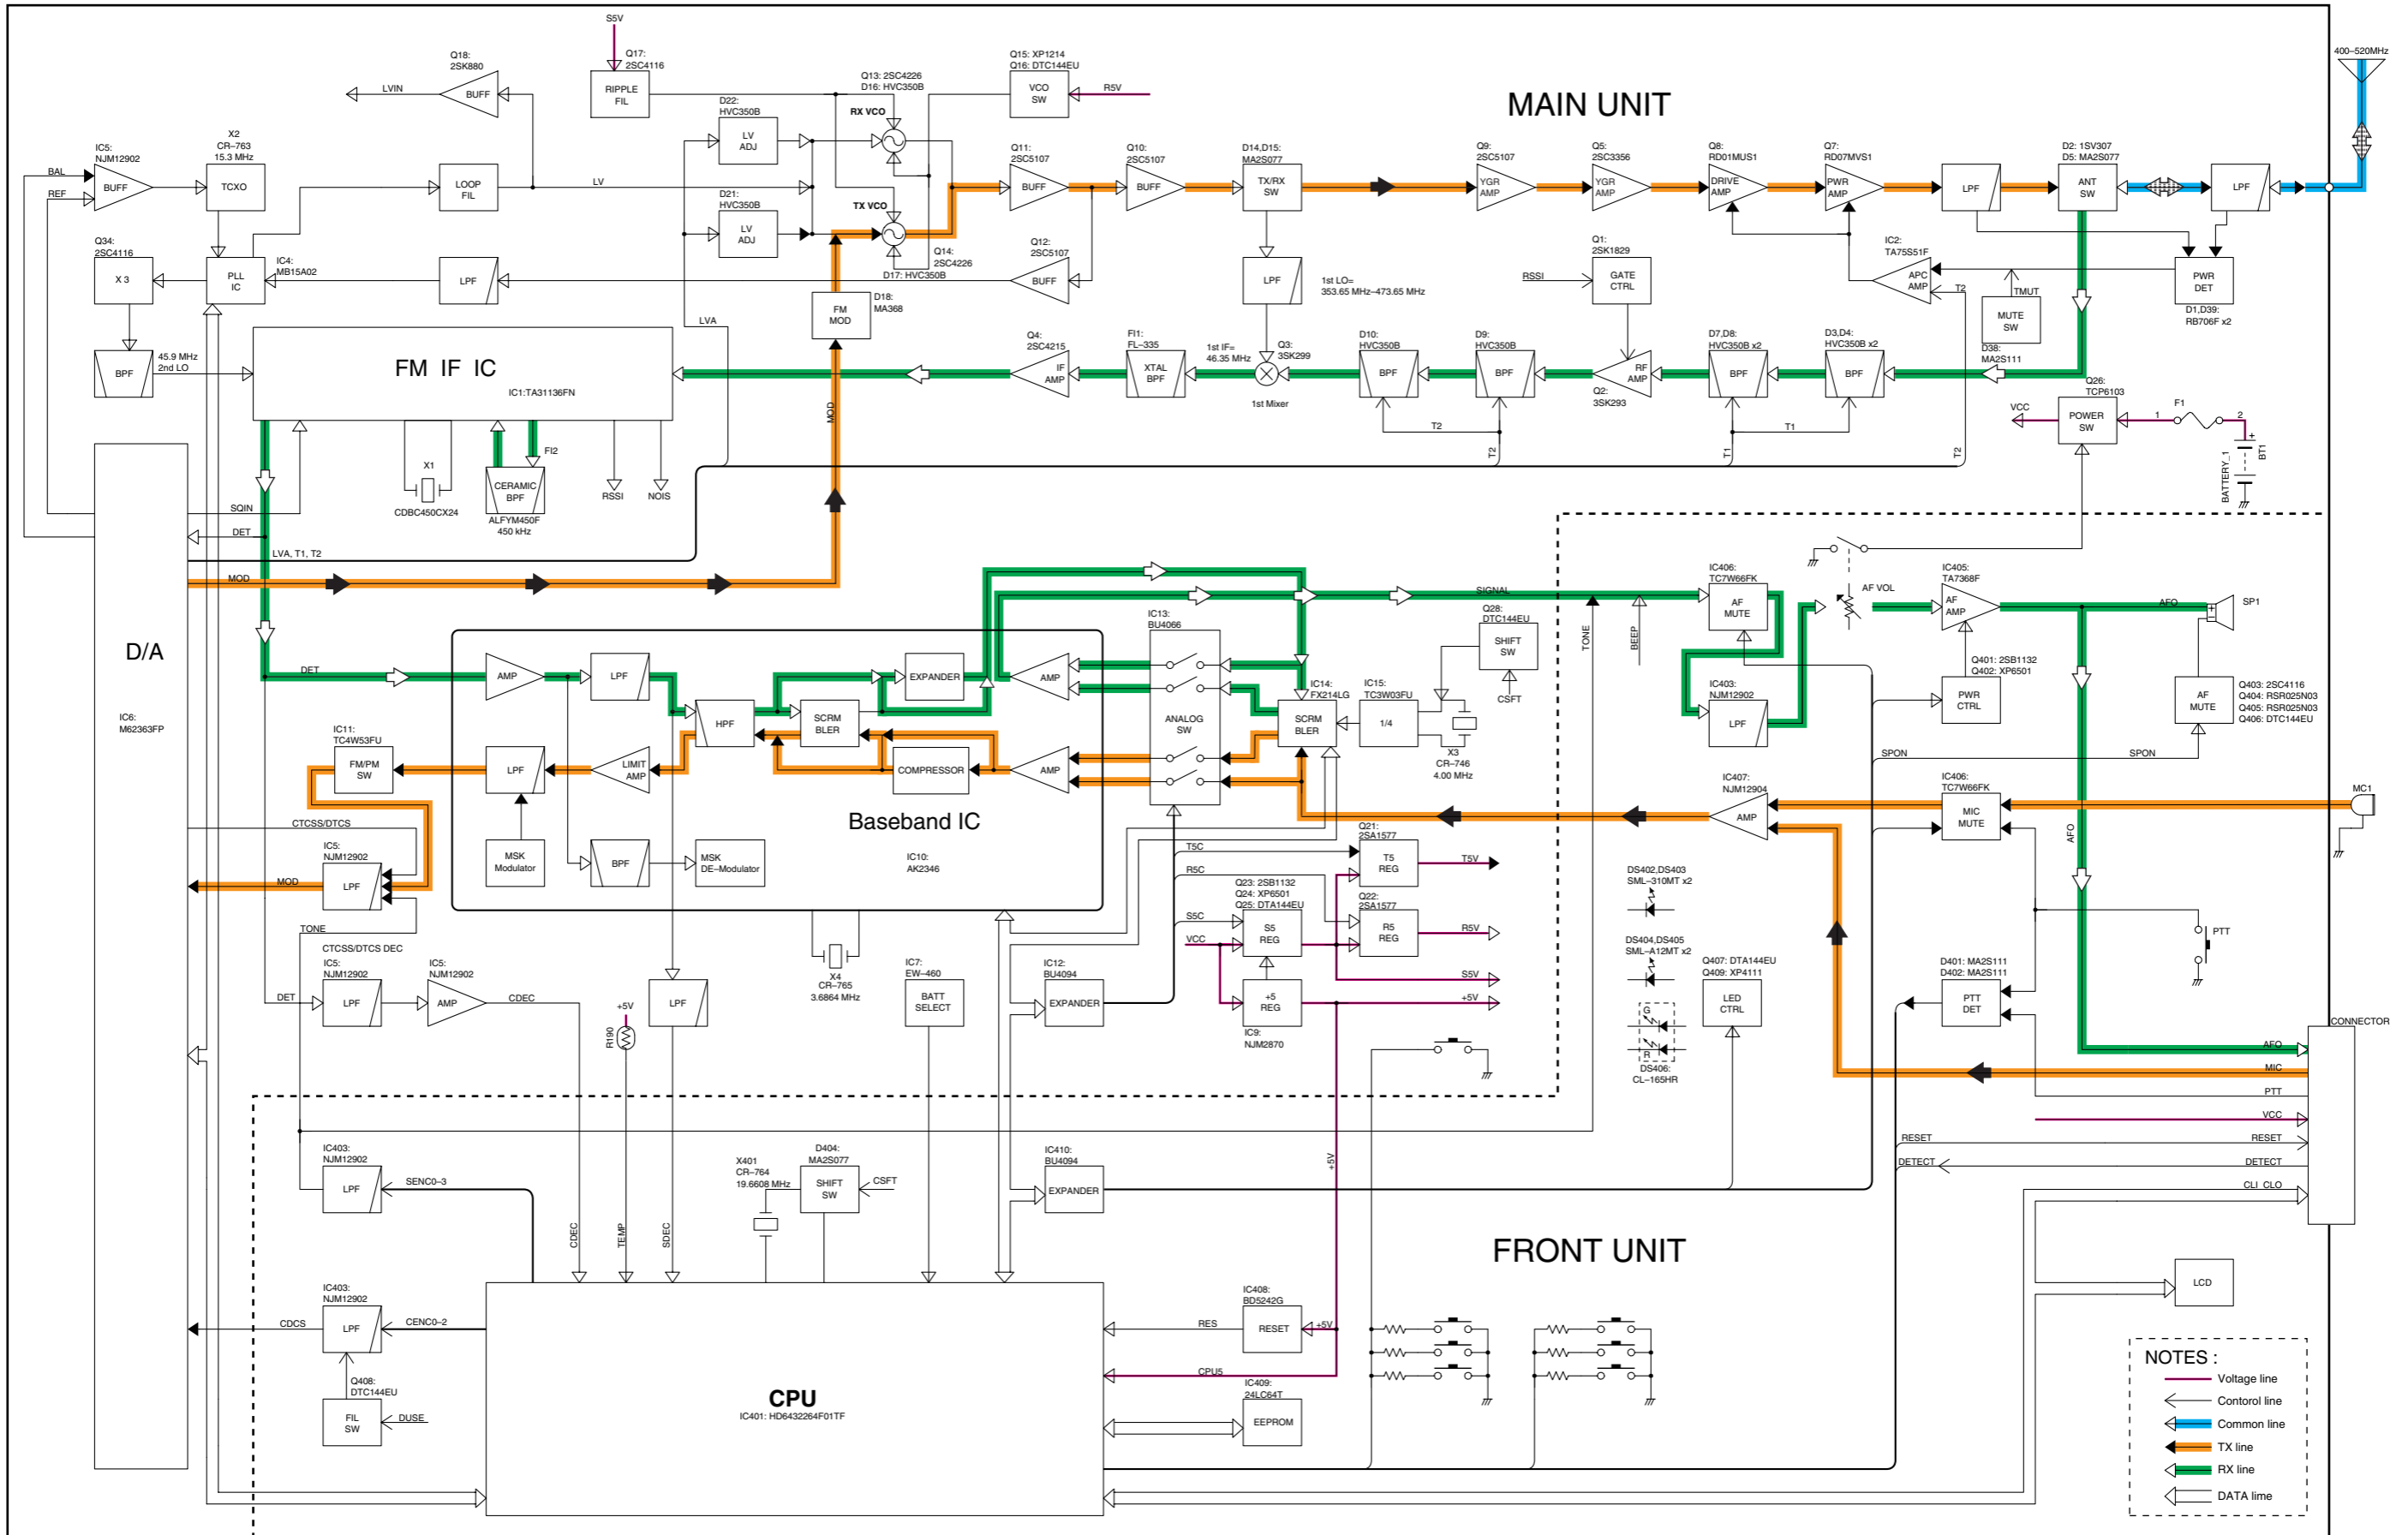 S5V
Q18:
2SK880
BUFF
LVIN
Q17:
2SC4116
RIPPLE
FIL
Q13: 2SC4226
D16: HVC350B
RX VCO
Q15: XP1214
Q16: DTC144EU
VCO
SW
R5V
MAIN UNIT
400–520MHz
D22:
HVC350B
LV
ADJ
X2
CR–763
15.3 MHz
TCXO
IC5:
NJM12902
BUFF
BAL
REF
LOOP
FIL
LV
D21:
HVC350B
LV
ADJ
TX VCO
Q11:
2SC5107
BUFF
Q10:
2SC5107
BUFF
D14,D15:
MA2S077
TX/RX
SW
Q9:
2SC5107
YGR
AMP
Q5:
2SC3356
YGR
AMP
Q8:
RD01MUS1
DRIVE
AMP
Q7:
RD07MVS1
PWR
AMP
LPF
D2: 1SV307
D5: MA2S077
ANT
SW
LPF
Q34:
2SC4116
X 3
PLL
IC
IC4:
MB15A02
LPF
Q14:
2SC4226
D17: HVC350B
Q12:
2SC5107
BUFF
LPF
1st LO=
353.65 MHz–473.65 MHz
Q1:
2SK1829
GATE
CTRL
RSSI
IC2:
TA75S51F
APC
AMP
T2
TMUT
MUTE
SW
PWR
DET
D1,D39:
RB706F x2
FM
MOD
D18:
MA368
LVA
BPF
45.9 MHz
2nd LO
FM IF IC
IC1:TA31136FN
Q4:
2SC4215
IF
AMP
FI1:
FL–335
XTAL
BPF
1st IF=
46.35 MHz
Q3:
3SK299
1st Mixer
D10:
HVC350B
BPF
D9:
HVC350B
BPF
RF
AMP
Q2:
3SK293
D7,D8:
HVC350B x2
BPF
D3,D4:
HVC350B x2
BPF
D38:
MA2S111
Q26:
TCP6103
POWER
SW
VCC
F1
1
2
BATTERY_1
+
BT1
T2
T2
T1
T1
T2
MOD
X1
CDBC450CX24
FI2
CERAMIC
BPF
ALFYM450F
450 kHz
RSSI
NOIS
SQIN
DET
LVA, T1, T2
MOD
D/A
IC6:
M62363FP
IC13:
BU4066
ANALOG
SW
SIGNAL
Q28:
DTC144EU
SHIFT
SW
CSFT
TONE
BEEP
IC406:
TC7W66FK
AF
MUTE
AF VOL
IC405:
TA7368F
AF
AMP
AFO
+
−
SP1
DET
AMP
LPF
HPF
SCRM
BLER
EXPANDER
AMP
IC14:
FX214LG
SCRM
BLER
IC15:
TC3W03FU
1/4
X3
CR–746
4.00 MHz
IC403:
NJM12902
LPF
Q401: 2SB1132
Q402: XP6501
PWR
CTRL
AF
MUTE
Q403: 2SC4116
Q404: RSR025N03
Q405: RSR025N03
Q406: DTC144EU
SPON
SPON
IC11:
TC4W53FU
FM/PM
SW
LPF
LIMIT
AMP
COMPRESSOR
AMP
IC407:
NJM12904
AMP
IC406:
TC7W66FK
MIC
MUTE
MC1
Baseband IC
IC10:
AK2346
CTCSS/DTCS
IC5:
NJM12902
LPF
MOD
MSK
Modulator
BPF
MSK
DE–Modulator
T5C
R5C
S5C
VCC
Q21:
2SA1577
T5
REG
T5V
Q23: 2SB1132
Q24: XP6501
Q25: DTA144EU
S5
REG
Q22:
2SA1577
R5
REG
R5V
S5V
+5V
+5
REG
IC9:
NJM2870
DS402,DS403
SML–310MT x2
DS404,DS405
SML–A12MT x2
G
R
DS406:
CL–165HR
Q407: DTA144EU
Q409: XP4111
LED
CTRL
AFO
PTT
D401: MA2S111
D402: MA2S111
PTT
DET
CONNECTOR
AFO
MIC
PTT
VCC
RESET
RESET
DETECT
DETECT
CLI CLO
TONE
CTCSS/DTCS DEC
IC5:
NJM12902
LPF
DET
IC5:
NJM12902
AMP
CDEC
+5V
R190
LPF
X4
CR–765
3.6864 MHz
IC7:
EW–460
BATT
SELECT
IC12:
BU4094
EXPANDER
IC403:
NJM12902
LPF
SENC0–3
CDEC
TEMP
SDEC
X401
CR–764
19.6608 MHz
D404:
MA2S077
SHIFT
SW
CSFT
IC410:
BU4094
EXPANDER
+5V
FRONT UNIT
LCD
IC403:
NJM12902
LPF
CDCS
CENC0–2
Q408:
DTC144EU
FIL
SW
DUSE
CPU
IC401: HD6432264F01TF
RES
IC408:
BD5242G
RESET
+5V
CPU5
IC409:
24LC64T
EEPROM
NOTES :
Voltage line
Contorol line
Common line
TX line
RX line
DATA lime